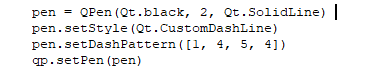 pen = QPen(Qt.black, 2, Qt.SolidLine)
pen.setStyle(Qt.CustomDashLine)
pen.setDashPattern([1, 4, 5, 4])
qp.setPen(pen)